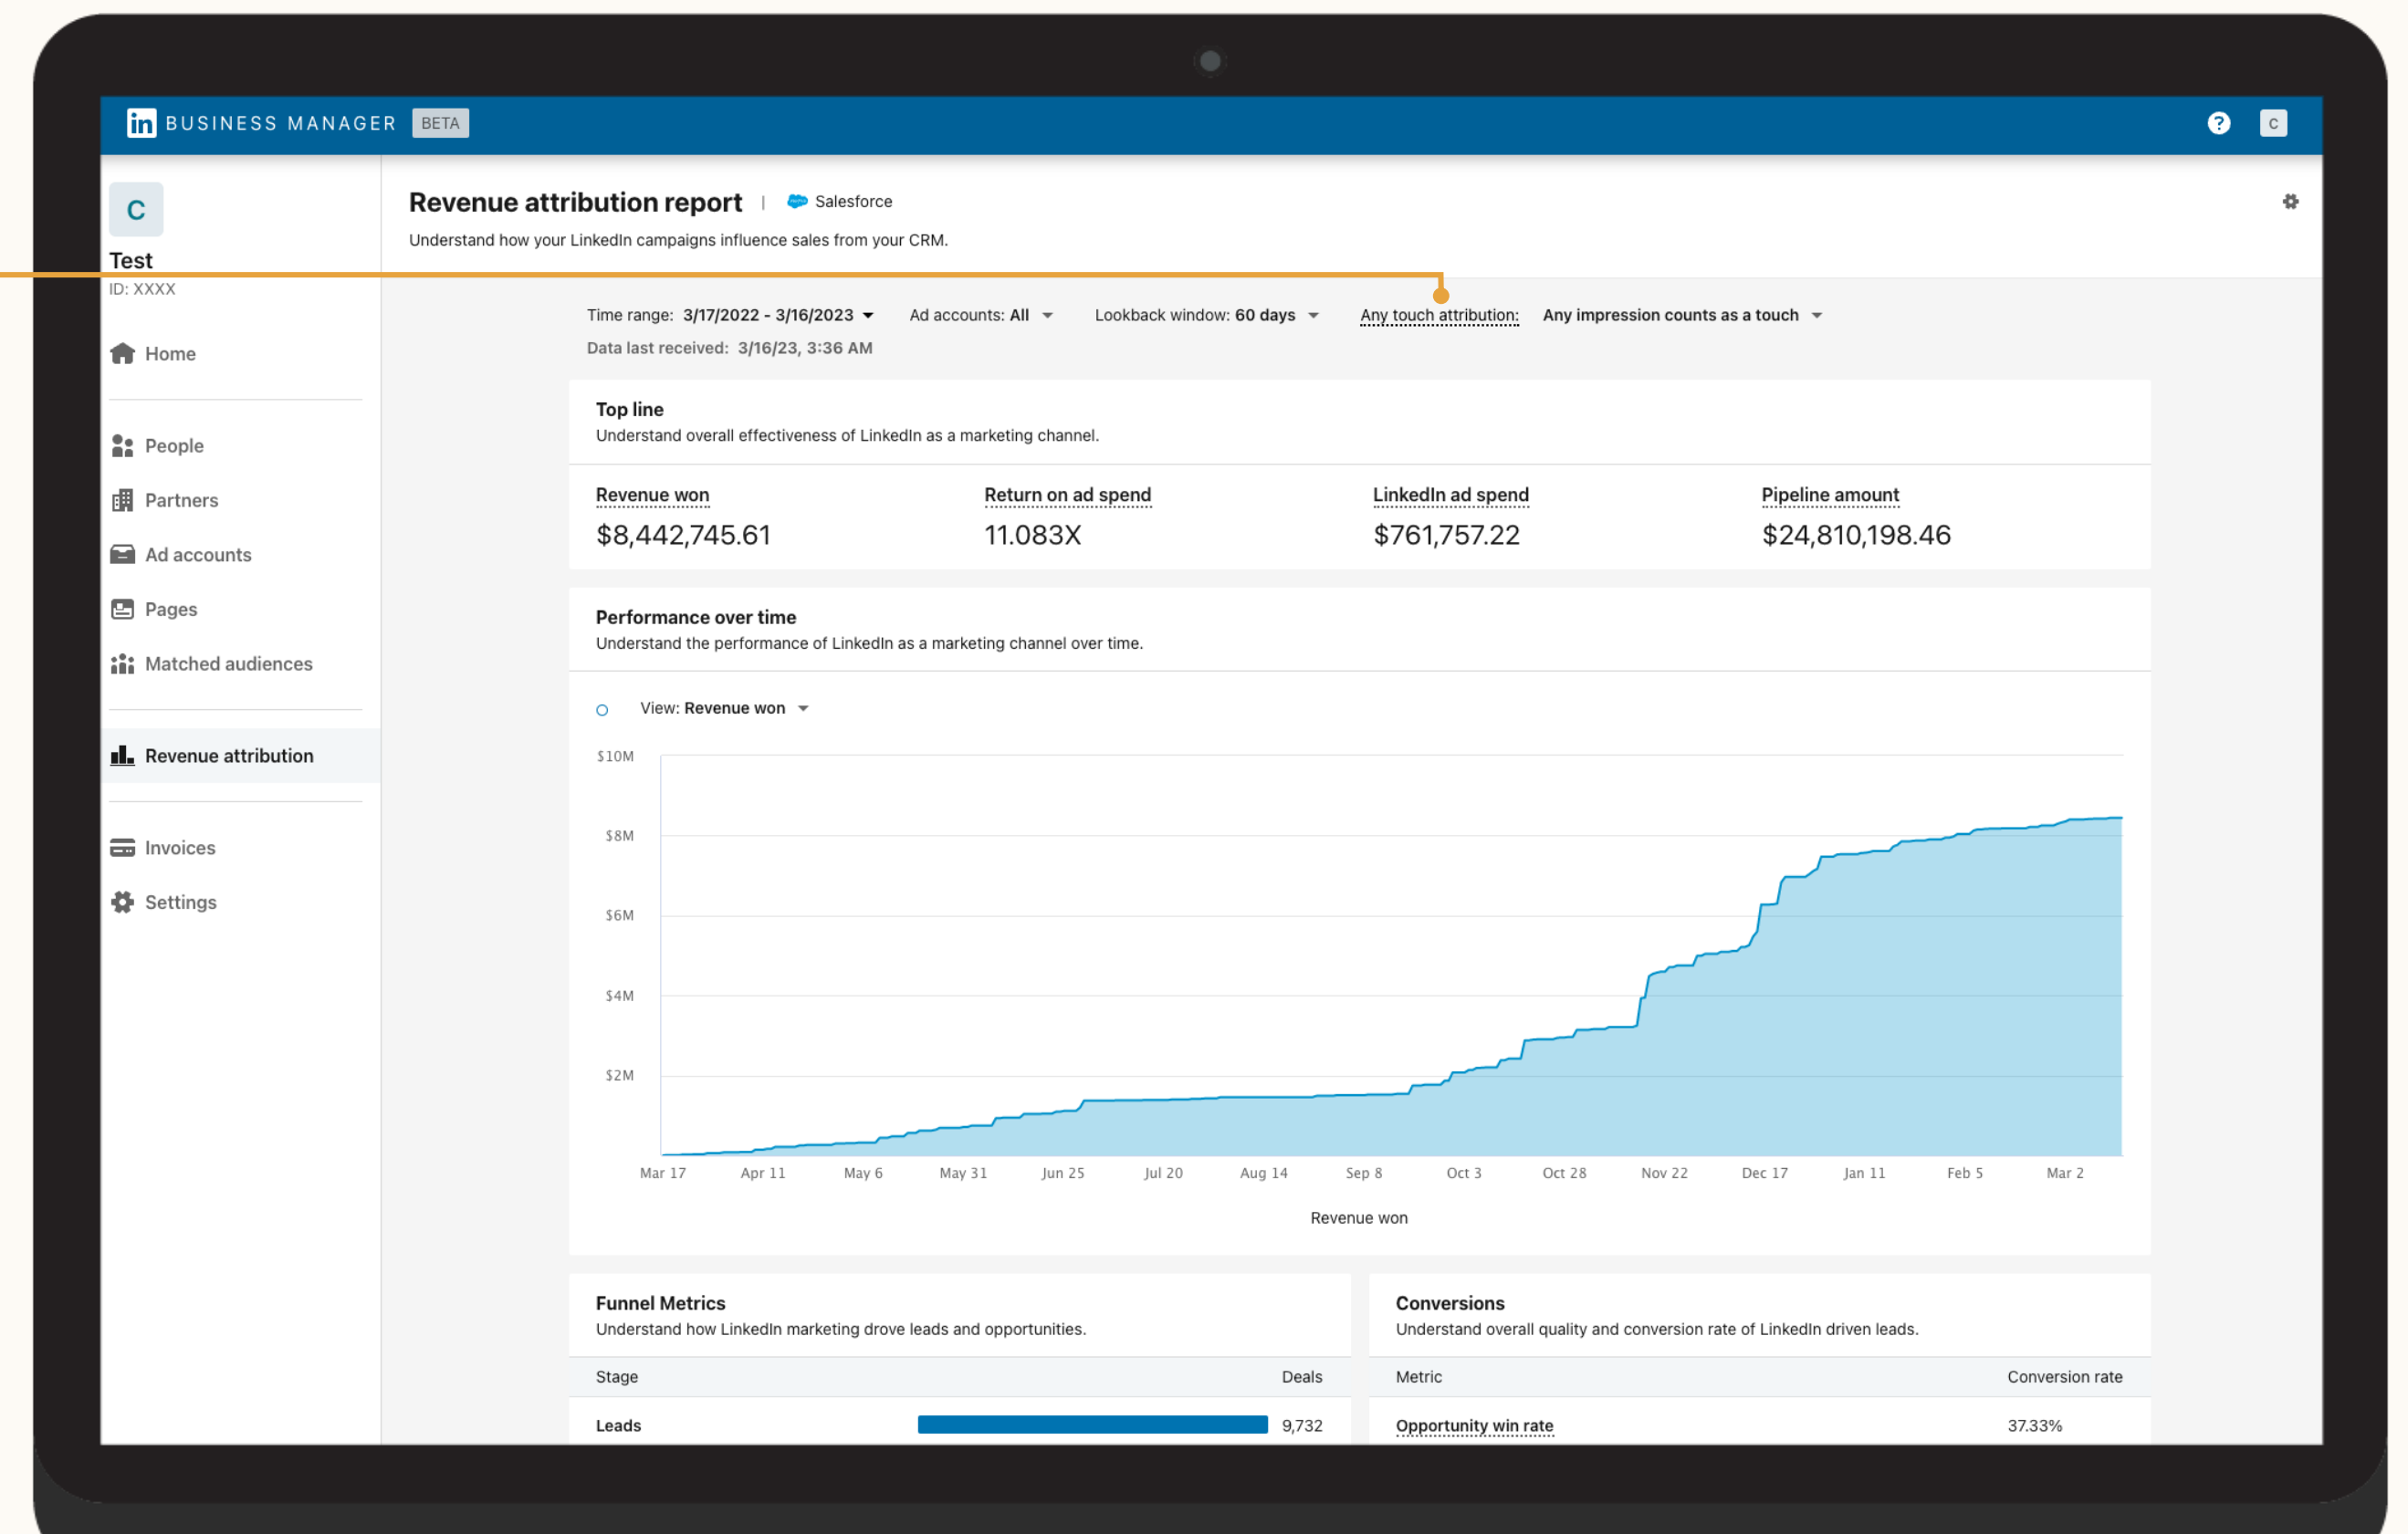 in BUSINESS MANAGER BETA
? C
C
Test
ID: XXXX
Home
People
Partners
Ad accounts
Pages
Matched audiences
Revenue attribution
Invoices
Settings
Revenue attribution report | Salesforce
Understand how your LinkedIn campaigns influence sales from your CRM.
Time range: 3/17/2022 - 3/16/2023 Ad accounts: All Lookback window: 60 days Any touch attribution: Any impression counts as a touch
Data last received: 3/16/23, 3:36 AM
Top line
Understand overall effectiveness of LinkedIn as a marketing channel.
Revenue won Return on ad spend LinkedIn ad spend Pipeline amount
$8,442,745.61 11.083X $761,757.22 $24,810,198.46
Performance over time
Understand the performance of LinkedIn as a marketing channel over time.
View: Revenue won
$10M
$8M
$6M
$4M
$2M
Mar 17 Apr 11 May 6 May 31 Jun 25 Jul 20 Aug 14 Sep 8 Oct 3 Oct 28 Nov 22 Dec 17 Jan 11 Feb 5 Mar 2
Revenue won
Funnel Metrics
Understand how LinkedIn marketing drove leads and opportunities.
Stage Deals
Leads 9,732
Conversions
Understand overall quality and conversion rate of LinkedIn driven leads.
Metric Conversion rate
Opportunity win rate 37.33%